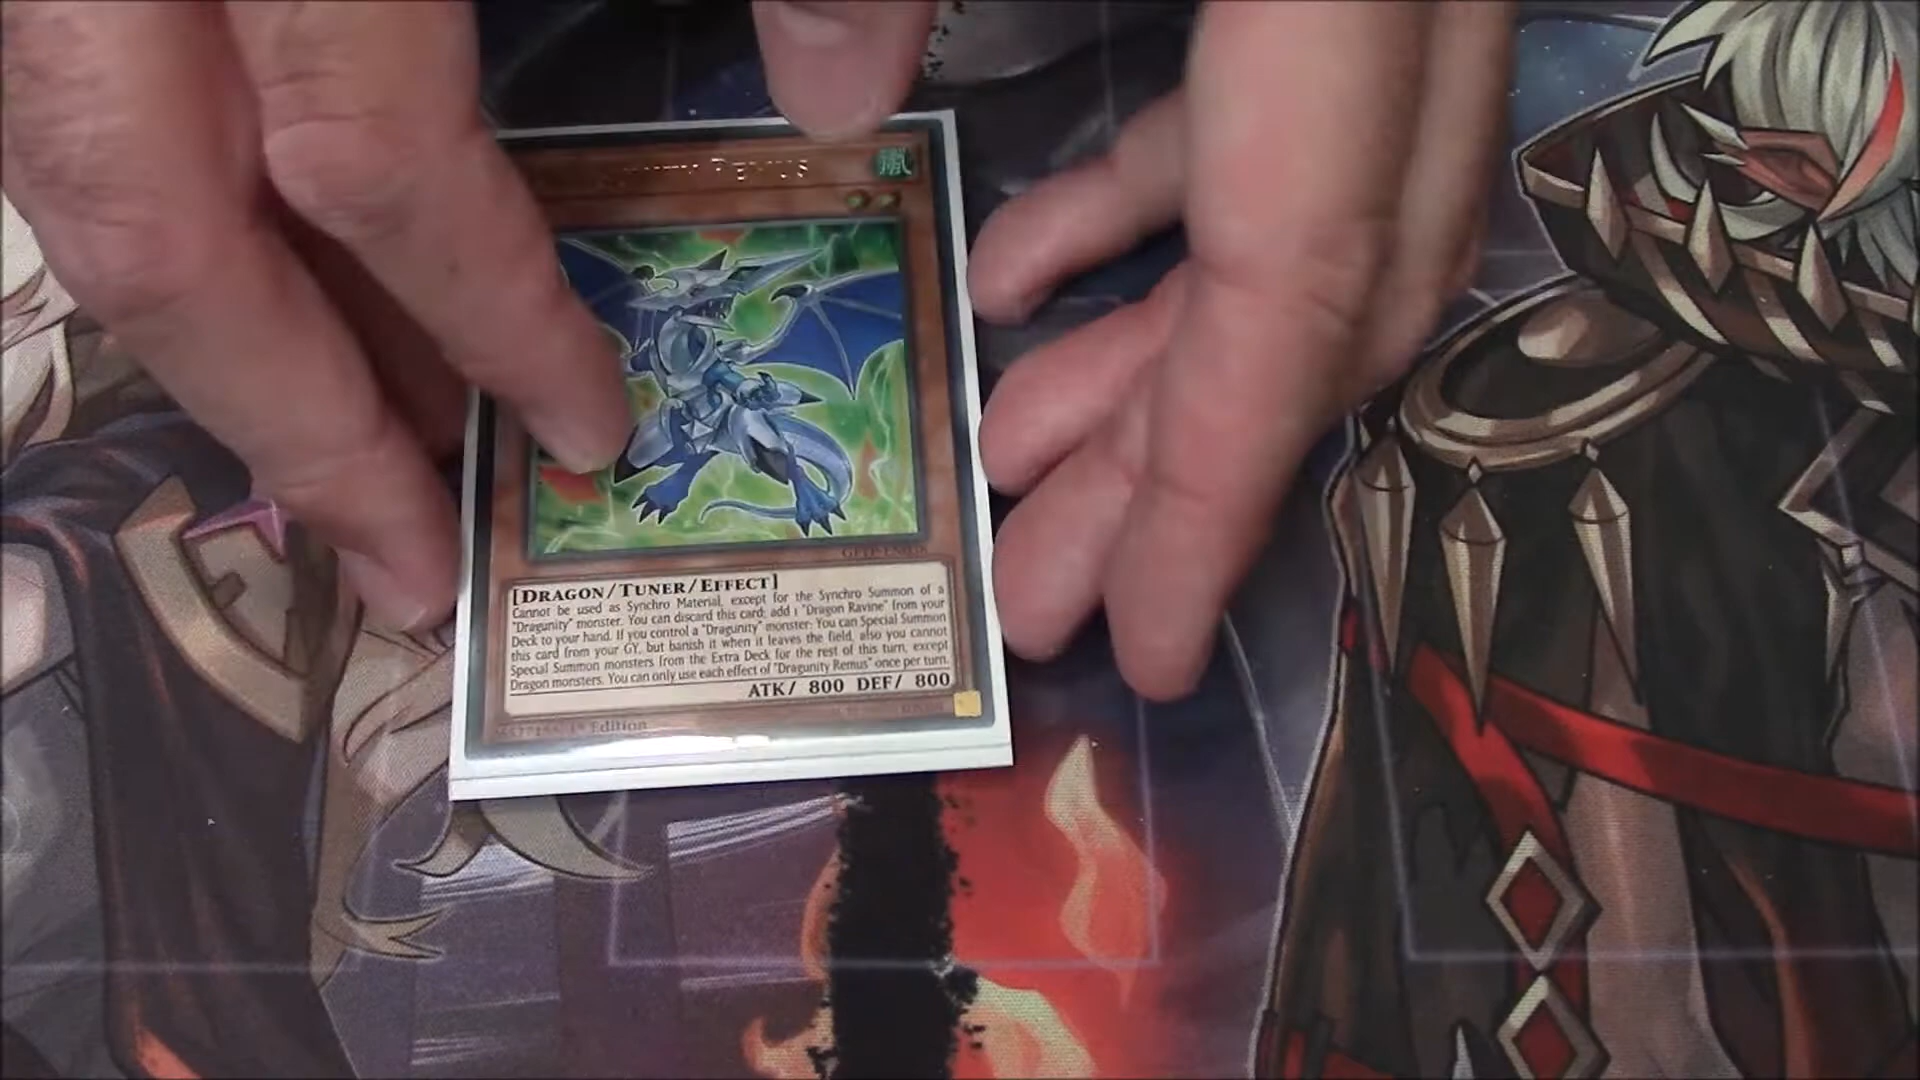 REMUS
風
[DRAGON/TUNER/EFFECT]
Cannot be used as Synchro Material, except for the Synchro Summon of a
"Dragunity" monster. You can discard this card; add 1 "Dragon Ravine" from your
Deck to your hand. If you control a "Dragunity" monster: You can Special Summon
this card from your GY, but banish it when it leaves the field, also you cannot
Special Summon monsters from the Extra Deck for the rest of this turn, except
Dragon monsters. You can only use each effect of "Dragunity Remus" once per turn.
ATK/ 800 DEF/ 800
1st Edition